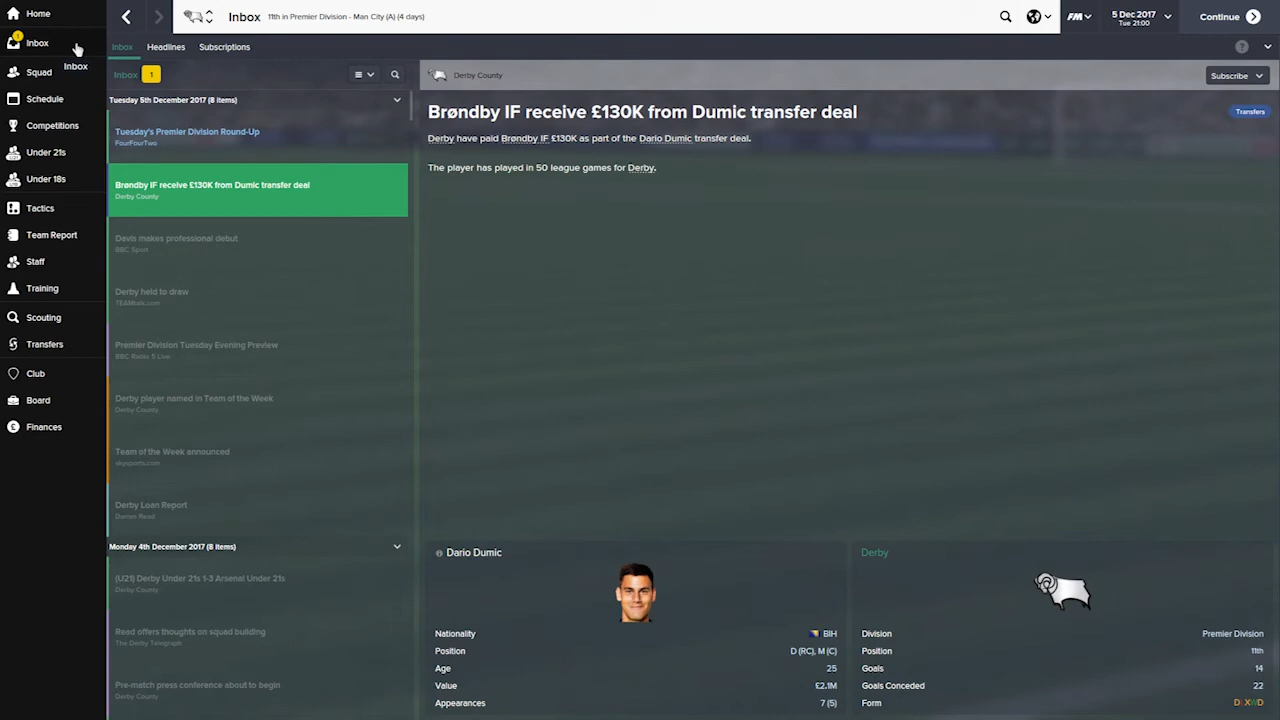 Home
1
Inbox
Inbox
Squad
Schedule
Competitions
Under 21s
Under 18s
Tactics
Team Report
Staff
Training
Scouting
Transfers
Club
Board
Finances
Inbox 11th in Premier Division - Man City (A) (4 days)
FM
5 Dec 2017
Tue 21:00
Continue
Inbox Headlines Subscriptions
Inbox 1
Tuesday 5th December 2017 (8 items)
Tuesday's Premier Division Round-Up
FourFourTwo
Brøndby IF receive £130K from Dumic transfer deal
Derby County
Davis makes professional debut
BBC Sport
Derby held to draw
TEAMtalk.com
Premier Division Tuesday Evening Preview
BBC Radio 5 Live
Derby player named in Team of the Week
Derby County
Team of the Week announced
skysports.com
Derby Loan Report
Darren Read
Monday 4th December 2017 (8 items)
(U21) Derby Under 21s 1-3 Arsenal Under 21s
Derby County
Read offers thoughts on squad building
The Derby Telegraph
Pre-match press conference about to begin
Derby County
Derby County
Subscribe
Brøndby IF receive £130K from Dumic transfer deal
Transfers
Derby have paid Brøndby IF £130K as part of the Dario Dumic transfer deal.
The player has played in 50 league games for Derby.
Dario Dumic
Nationality BIH
Position D (RC), M (C)
Age 25
Value £2.1M
Appearances 7 (5)
Derby
Division Premier Division
Position 11th
Goals 14
Goals Conceded 22
Form